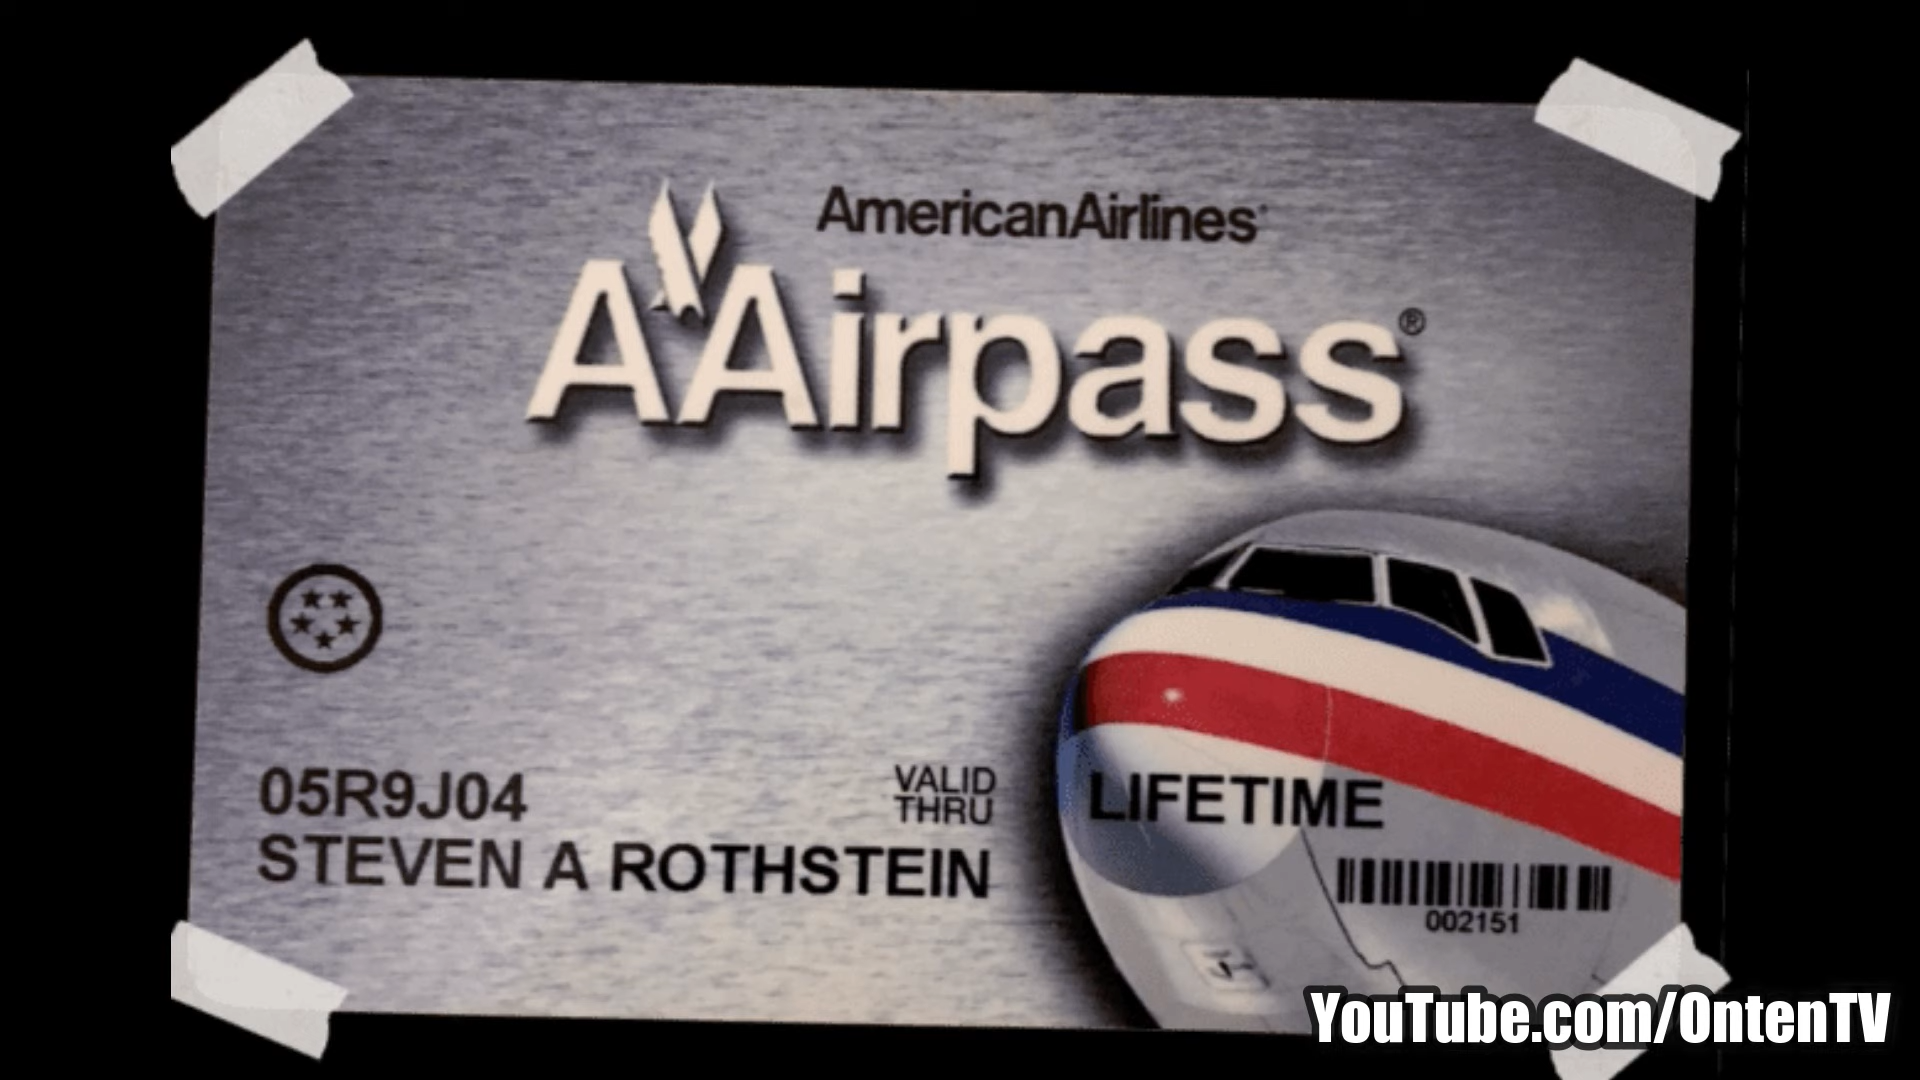 AmericanAirlines
AAirpass®
05R9J04
VALID
THRU
LIFETIME
STEVEN A ROTHSTEIN
002151
YouTube.com/OntenTV